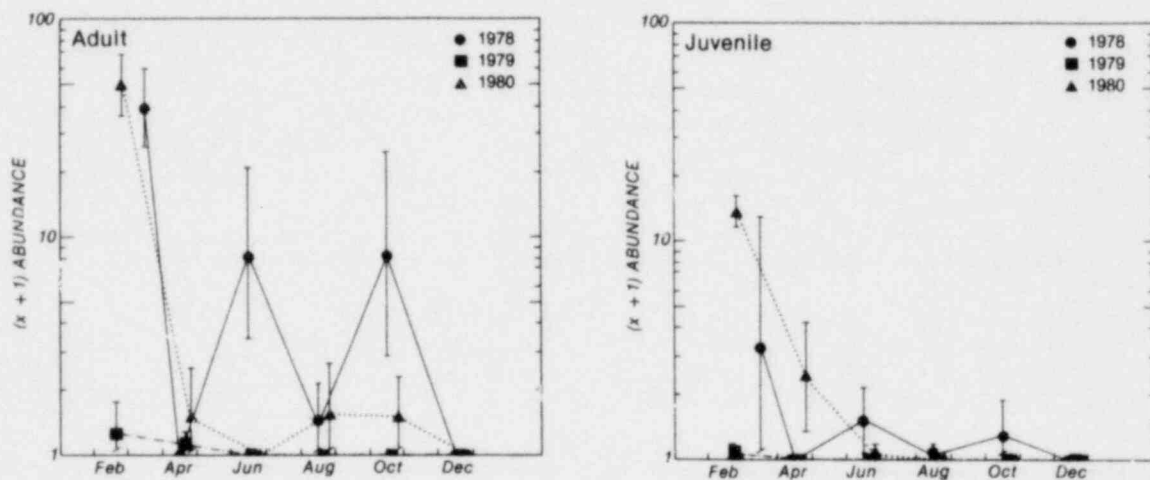 Adult
100
10
1
(x + 1) ABUNDANCE
1978
1979
1980
Feb Apr Jun Aug Oct Dec
Juvenile
100
10
1
(x + 1) ABUNDANCE
1978
1979
1980
Feb Apr Jun Aug Oct Dec